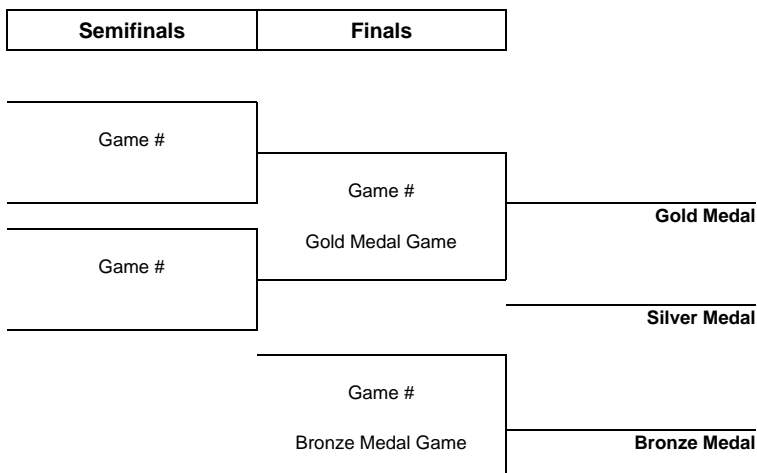 Semifinals Finals
Game #
Game #
Gold Medal Game
Gold Medal
Game #
Silver Medal
Game #
Bronze Medal Game
Bronze Medal